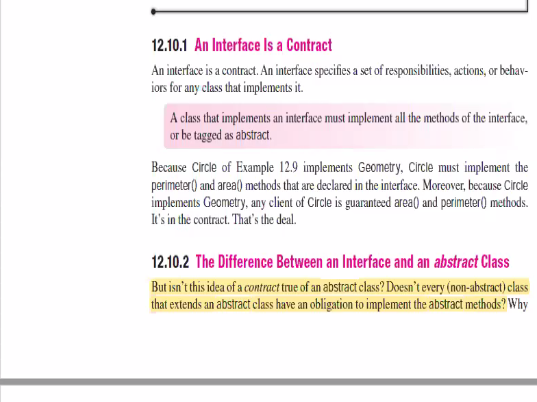 12.10.1 An Interface Is a Contract
An interface is a contract. An interface specifies a set of responsibilities, actions, or behav-
iors for any class that implements it.
A class that implements an interface must implement all the methods of the interface,
or be tagged as abstract.
Because Circle of Example 12.9 implements Geometry, Circle must implement the
perimeter() and area() methods that are declared in the interface. Moreover, because Circle
implements Geometry, any client of Circle is guaranteed area() and perimeter() methods.
It's in the contract. That's the deal.
12.10.2 The Difference Between an Interface and an abstract Class
But isn't this idea of a contract true of an abstract class? Doesn't every (non-abstract) class
that extends an abstract class have an obligation to implement the abstract methods? Why